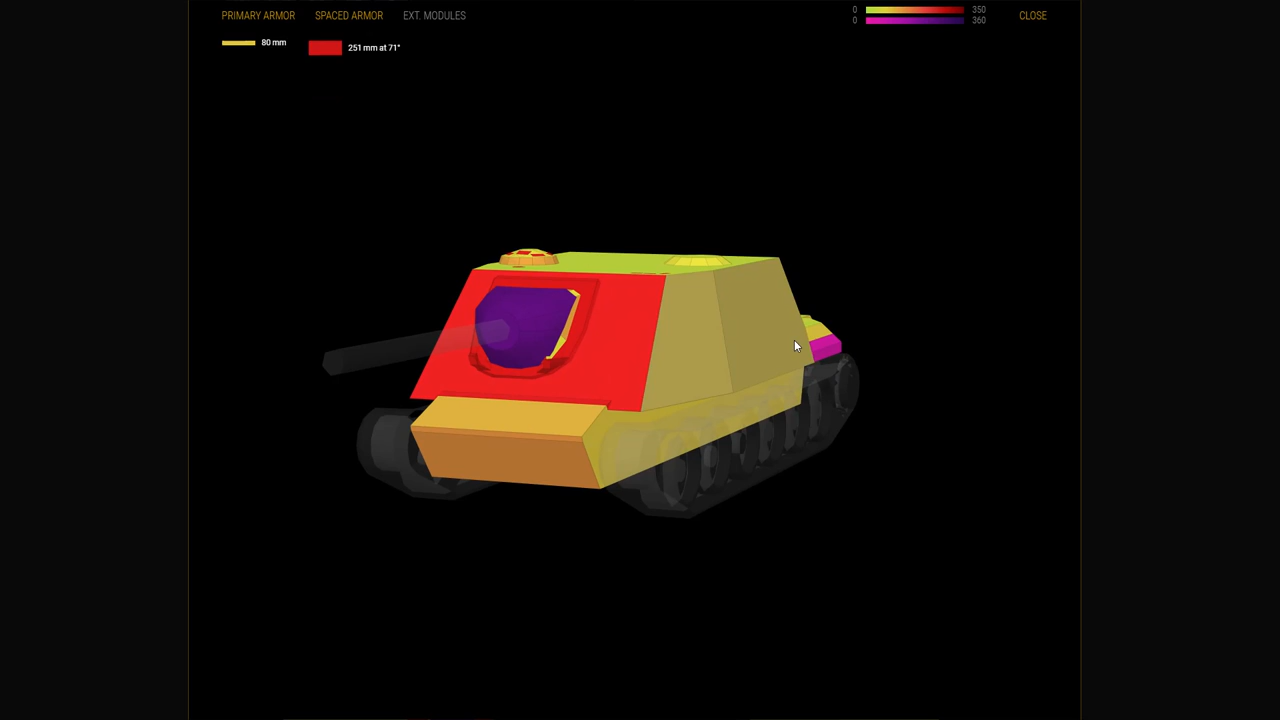 PRIMARY ARMOR SPACED ARMOR EXT. MODULES 0 350 CLOSE
0 360
80 mm 251 mm at 71°